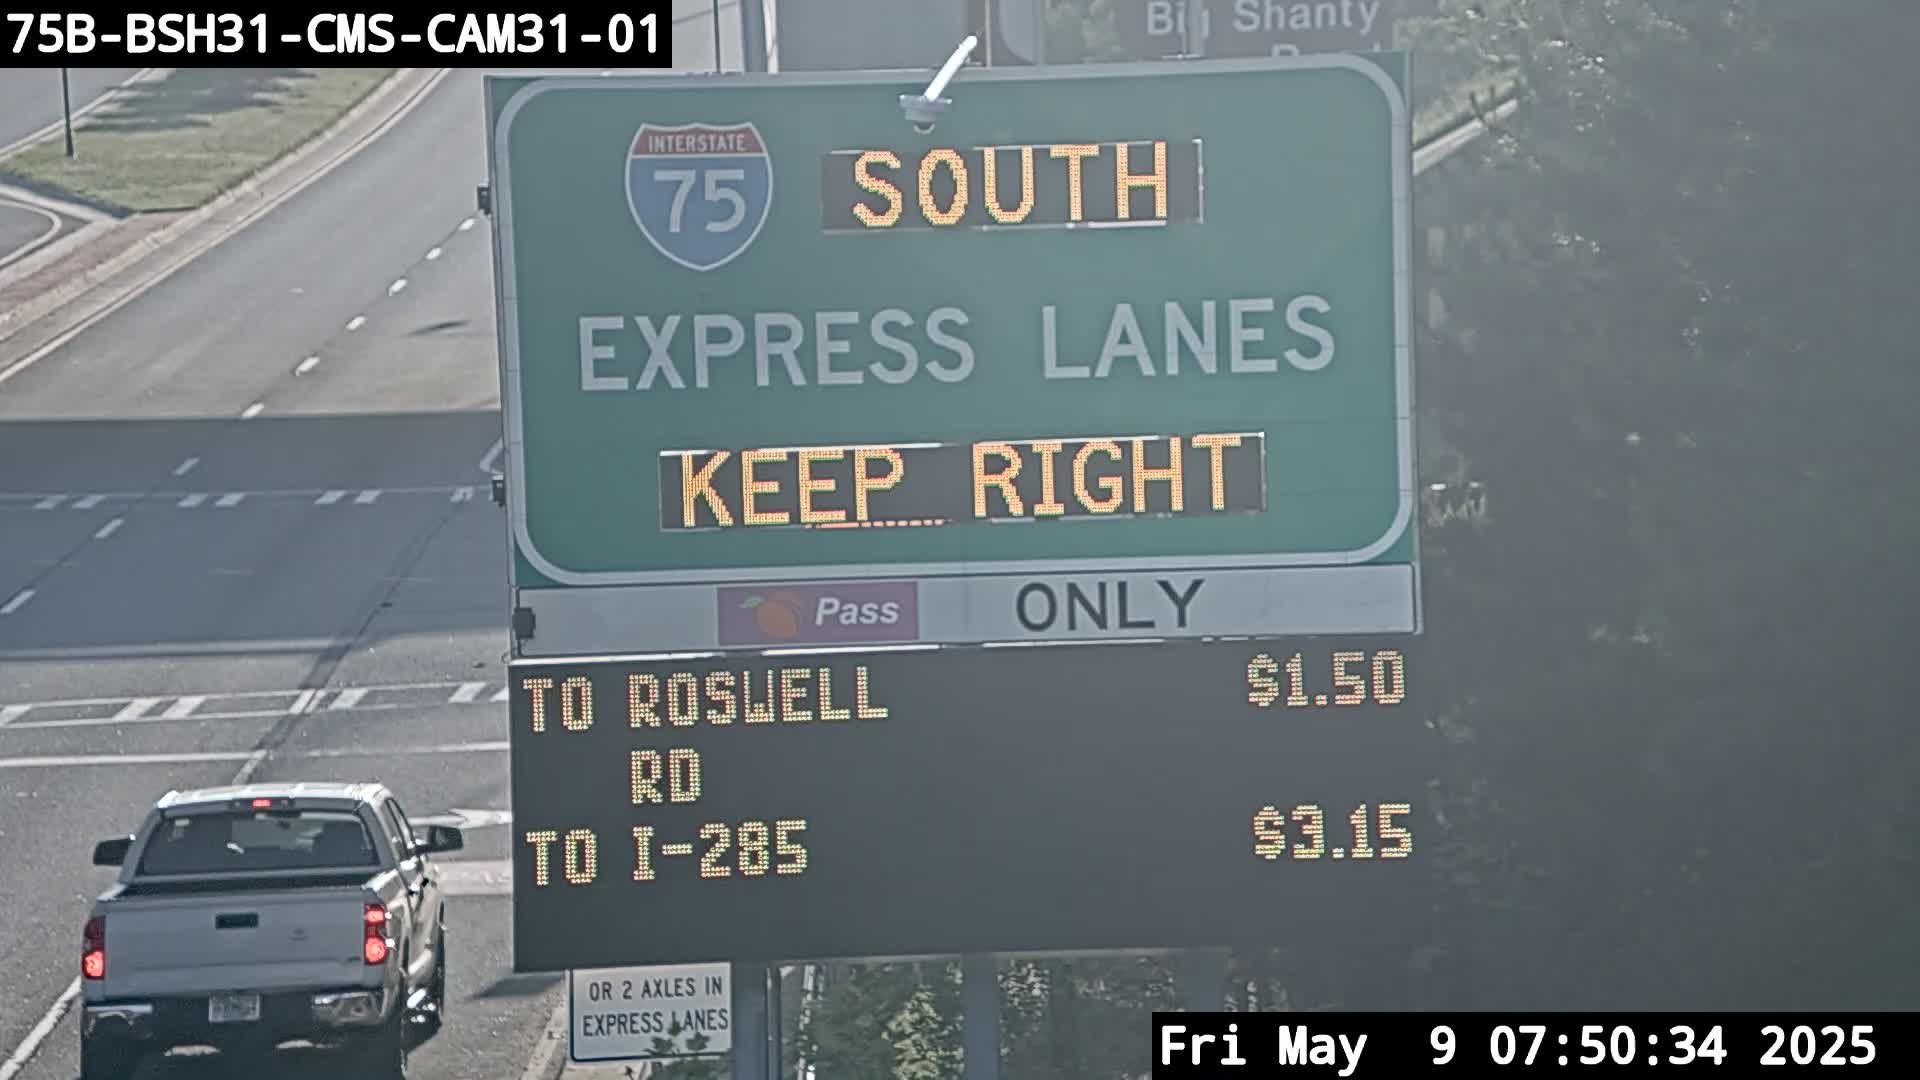 75B-BSH31-CMS-CAM31-01
Big Shanty
INTERSTATE
75
SOUTH
EXPRESS LANES
KEEP RIGHT
Pass
ONLY
TO ROSWELL $1.50
RD
TO I-285 $3.15
OR 2 AXLES IN
EXPRESS LANES
Fri May 9 07:50:34 2025